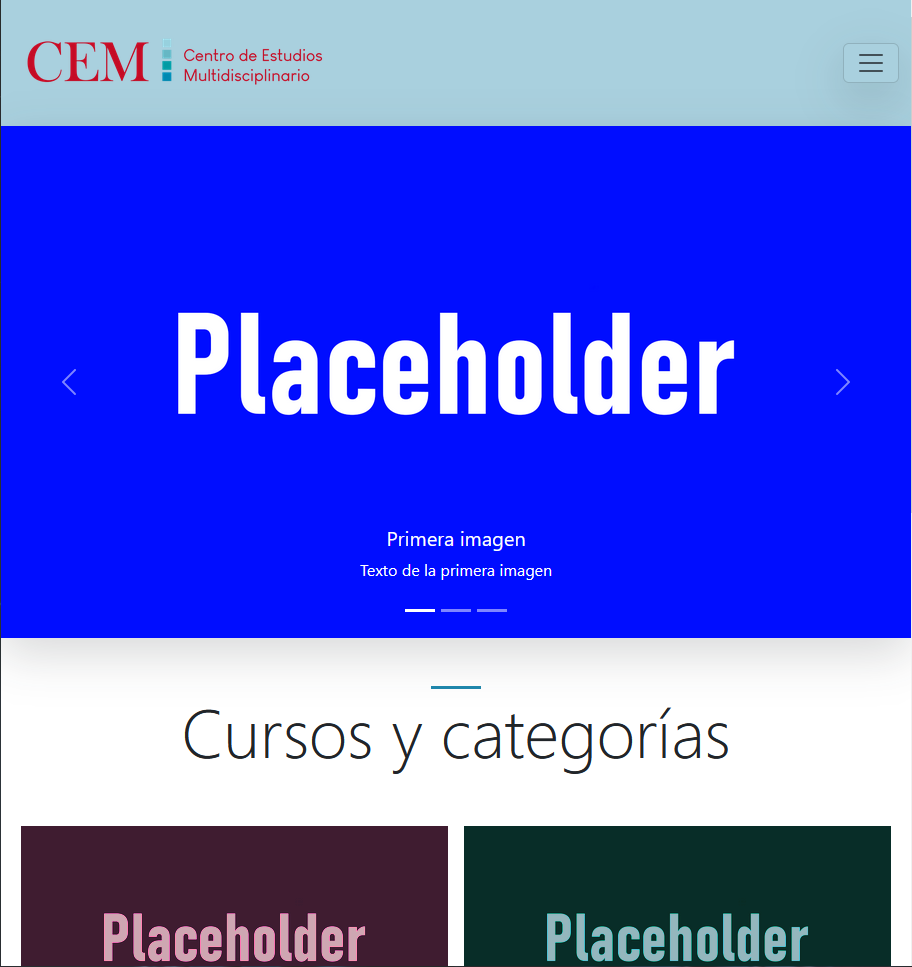 CEM
Centro de Estudios
Multidisciplinario
Placeholder
Primera imagen
Texto de la primera imagen
Cursos y categorías
Placeholder
Placeholder